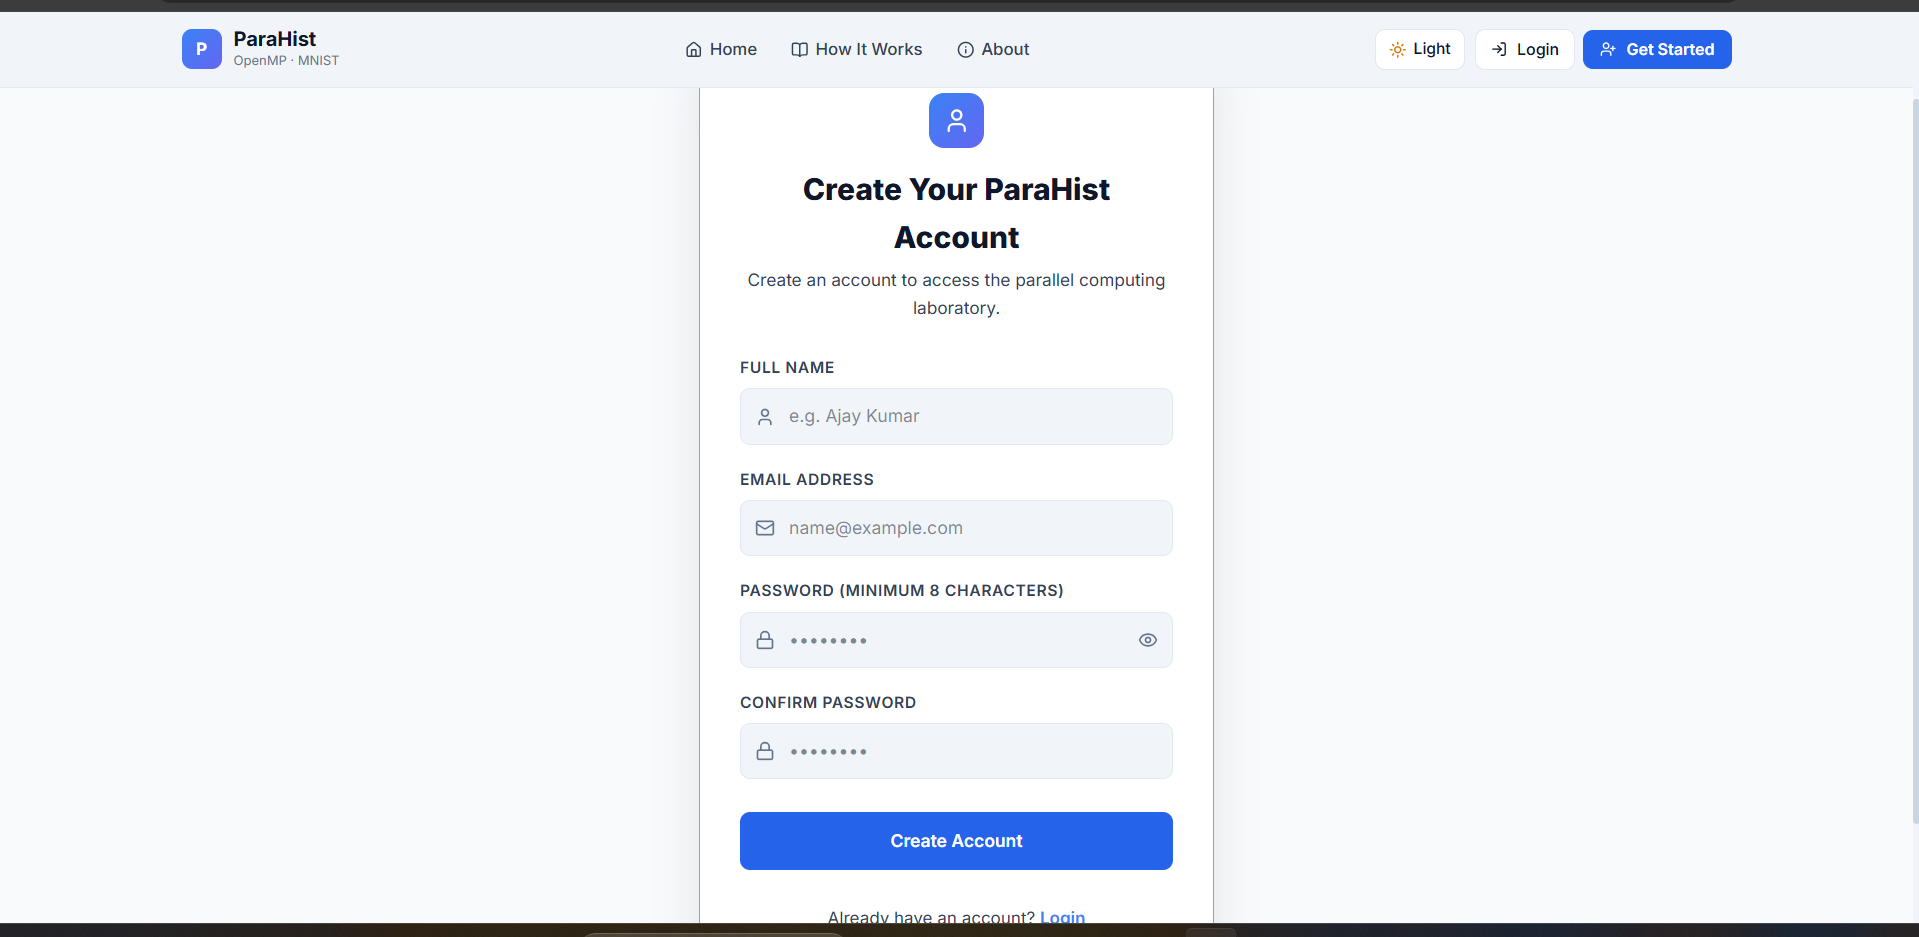 P
ParaHist
OpenMP · MNIST
Home
How It Works
About
Light
Login
Get Started
Create Your ParaHist
Account
Create an account to access the parallel computing
laboratory.
FULL NAME
e.g. Ajay Kumar
EMAIL ADDRESS
name@example.com
PASSWORD (MINIMUM 8 CHARACTERS)
••••••••
CONFIRM PASSWORD
••••••••
Create Account
Already have an account? Login